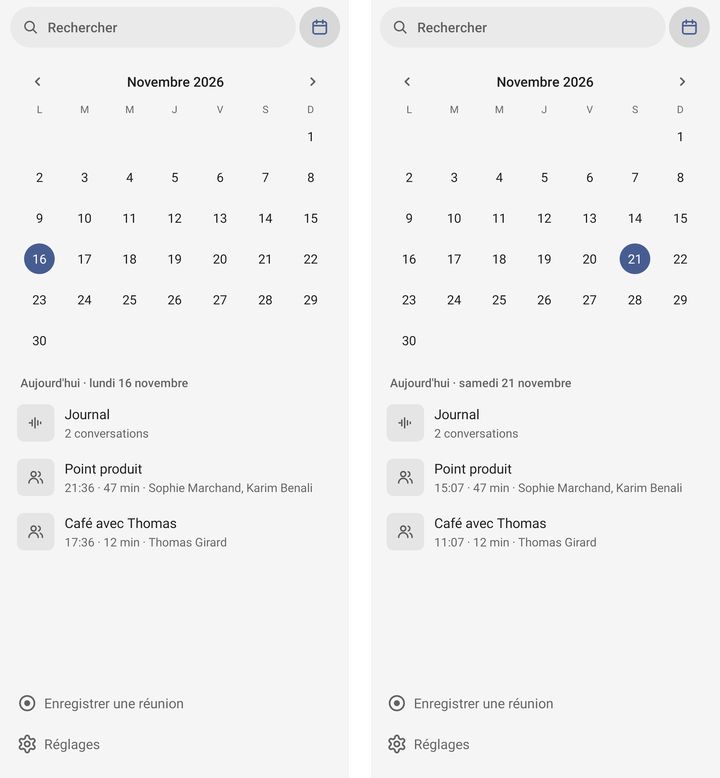 Rechercher
Novembre 2026
L M M J V S D
1
2 3 4 5 6 7 8
9 10 11 12 13 14 15
16 17 18 19 20 21 22
23 24 25 26 27 28 29
30
Aujourd'hui · lundi 16 novembre
Journal
2 conversations
Point produit
21:36 · 47 min · Sophie Marchand, Karim Benali
Café avec Thomas
17:36 · 12 min · Thomas Girard
Enregistrer une réunion
Réglages
Rechercher
Novembre 2026
L M M J V S D
1
2 3 4 5 6 7 8
9 10 11 12 13 14 15
16 17 18 19 20 21 22
23 24 25 26 27 28 29
30
Aujourd'hui · samedi 21 novembre
Journal
2 conversations
Point produit
15:07 · 47 min · Sophie Marchand, Karim Benali
Café avec Thomas
11:07 · 12 min · Thomas Girard
Enregistrer une réunion
Réglages